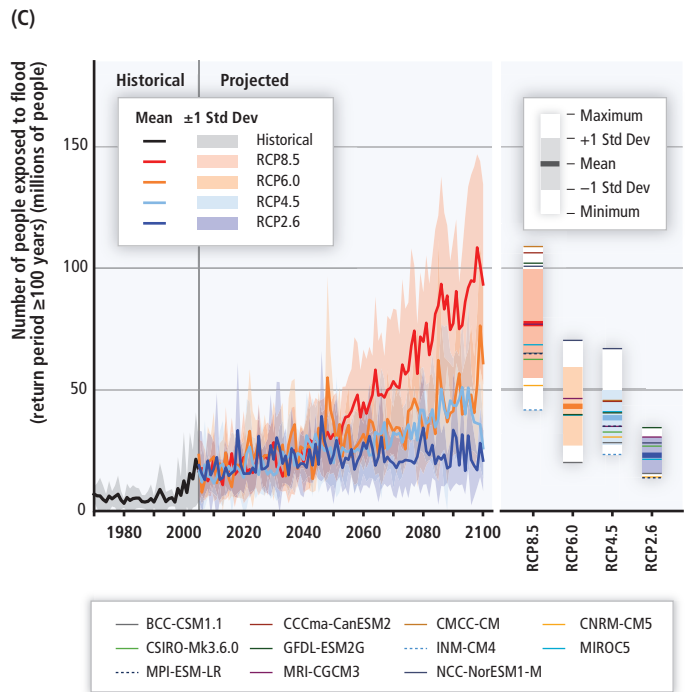 (C)
Number of people exposed to flood
(return period ≥100 years) (millions of people)
Historical Projected
Mean ±1 Std Dev
Historical
RCP8.5
RCP6.0
RCP4.5
RCP2.6
150
100
50
0
1980 2000 2020 2040 2060 2080 2100
Maximum
+1 Std Dev
Mean
−1 Std Dev
Minimum
RCP8.5
RCP6.0
RCP4.5
RCP2.6
BCC-CSM1.1 CCCma-CanESM2 CMCC-CM CNRM-CM5
CSIRO-Mk3.6.0 GFDL-ESM2G INM-CM4 MIROC5
MPI-ESM-LR MRI-CGCM3 NCC-NorESM1-M